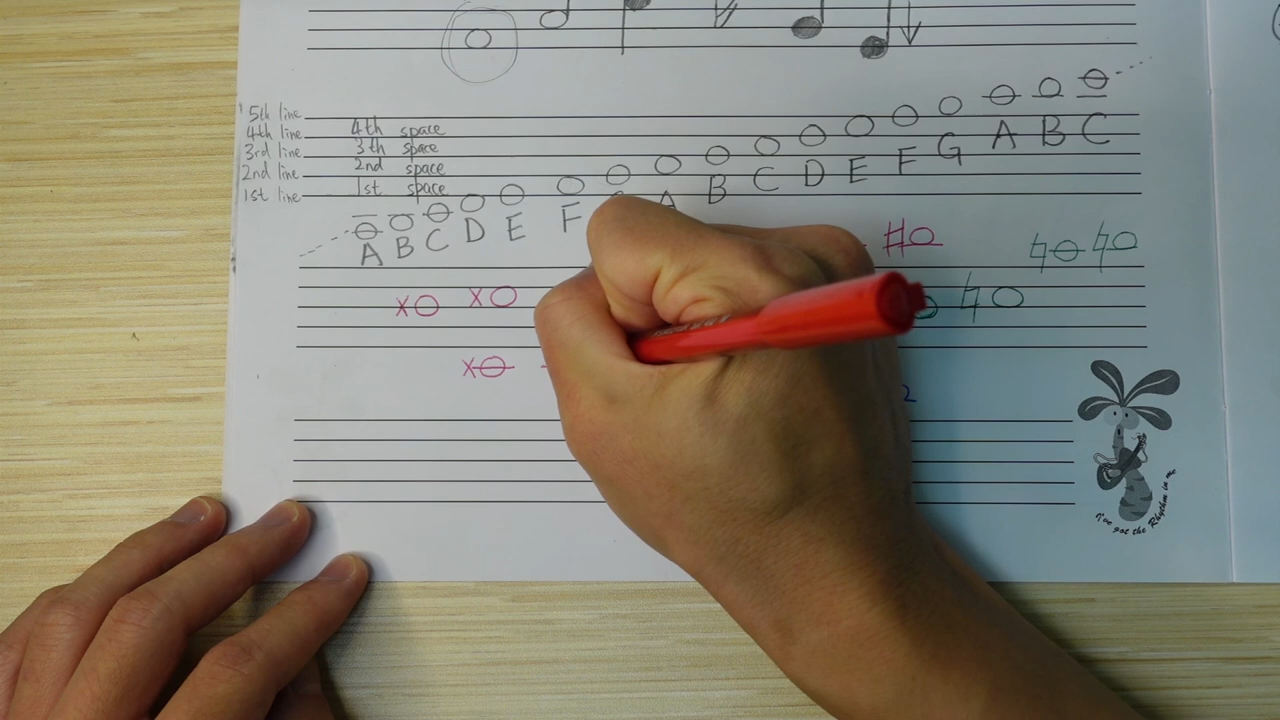 5th line
4th line 4th space
3rd line 3th space
2nd line 2nd space
1st line 1st space
A B C D E F A B C D E F G A B C
I've got the Rhythm in